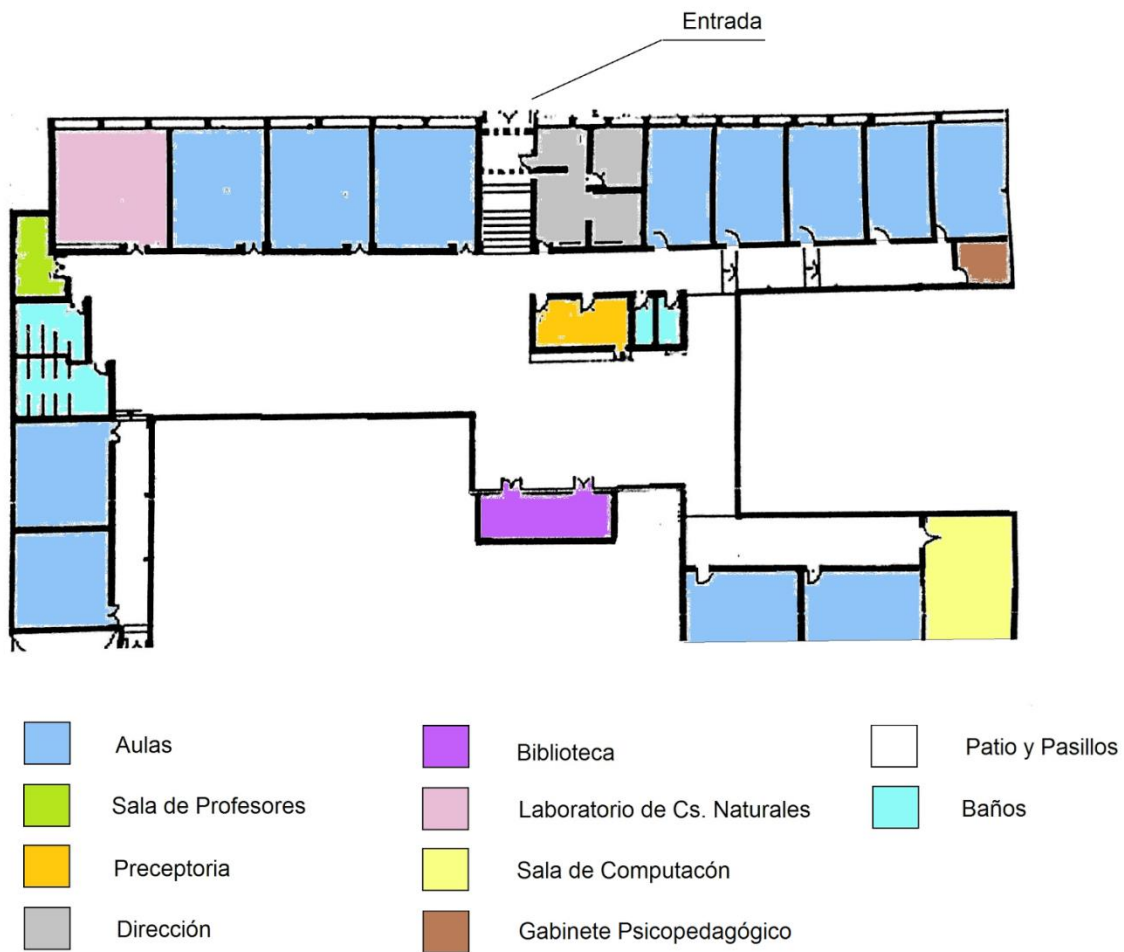 Entrada
Aulas
Sala de Profesores
Preceptoria
Dirección
Biblioteca
Laboratorio de Cs. Naturales
Sala de Computacón
Gabinete Psicopedagógico
Patio y Pasillos
Baños